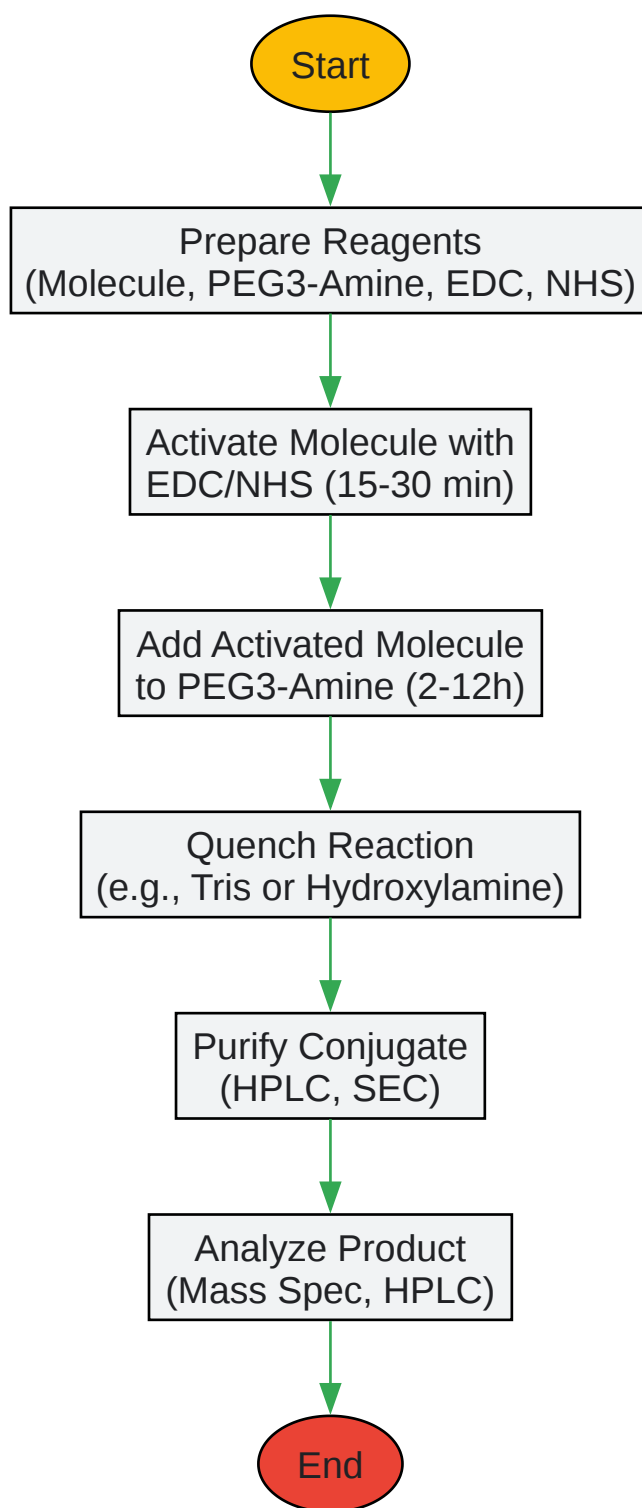 Start
Prepare Reagents
(Molecule, PEG3-Amine, EDC, NHS)
Activate Molecule with
EDC/NHS (15-30 min)
Add Activated Molecule
to PEG3-Amine (2-12h)
Quench Reaction
(e.g., Tris or Hydroxylamine)
Purify Conjugate
(HPLC, SEC)
Analyze Product
(Mass Spec, HPLC)
End